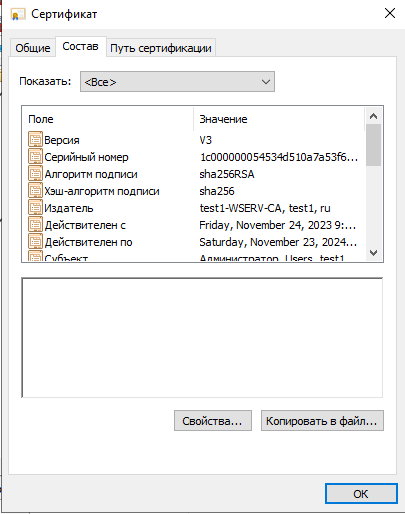 Сертификат
Общие Состав Путь сертификации
Показать: <Все>
Поле Значение
Версия V3
Серийный номер 1c000000054534d510a7a53f6...
Алгоритм подписи sha256RSA
Хэш-алгоритм подписи sha256
Издатель test1-WSERV-CA, test1, ru
Действителен с Friday, November 24, 2023 9:...
Действителен по Saturday, November 23, 2024...
Субъект Администратор, Users, test1
Свойства... Копировать в файл...
OK